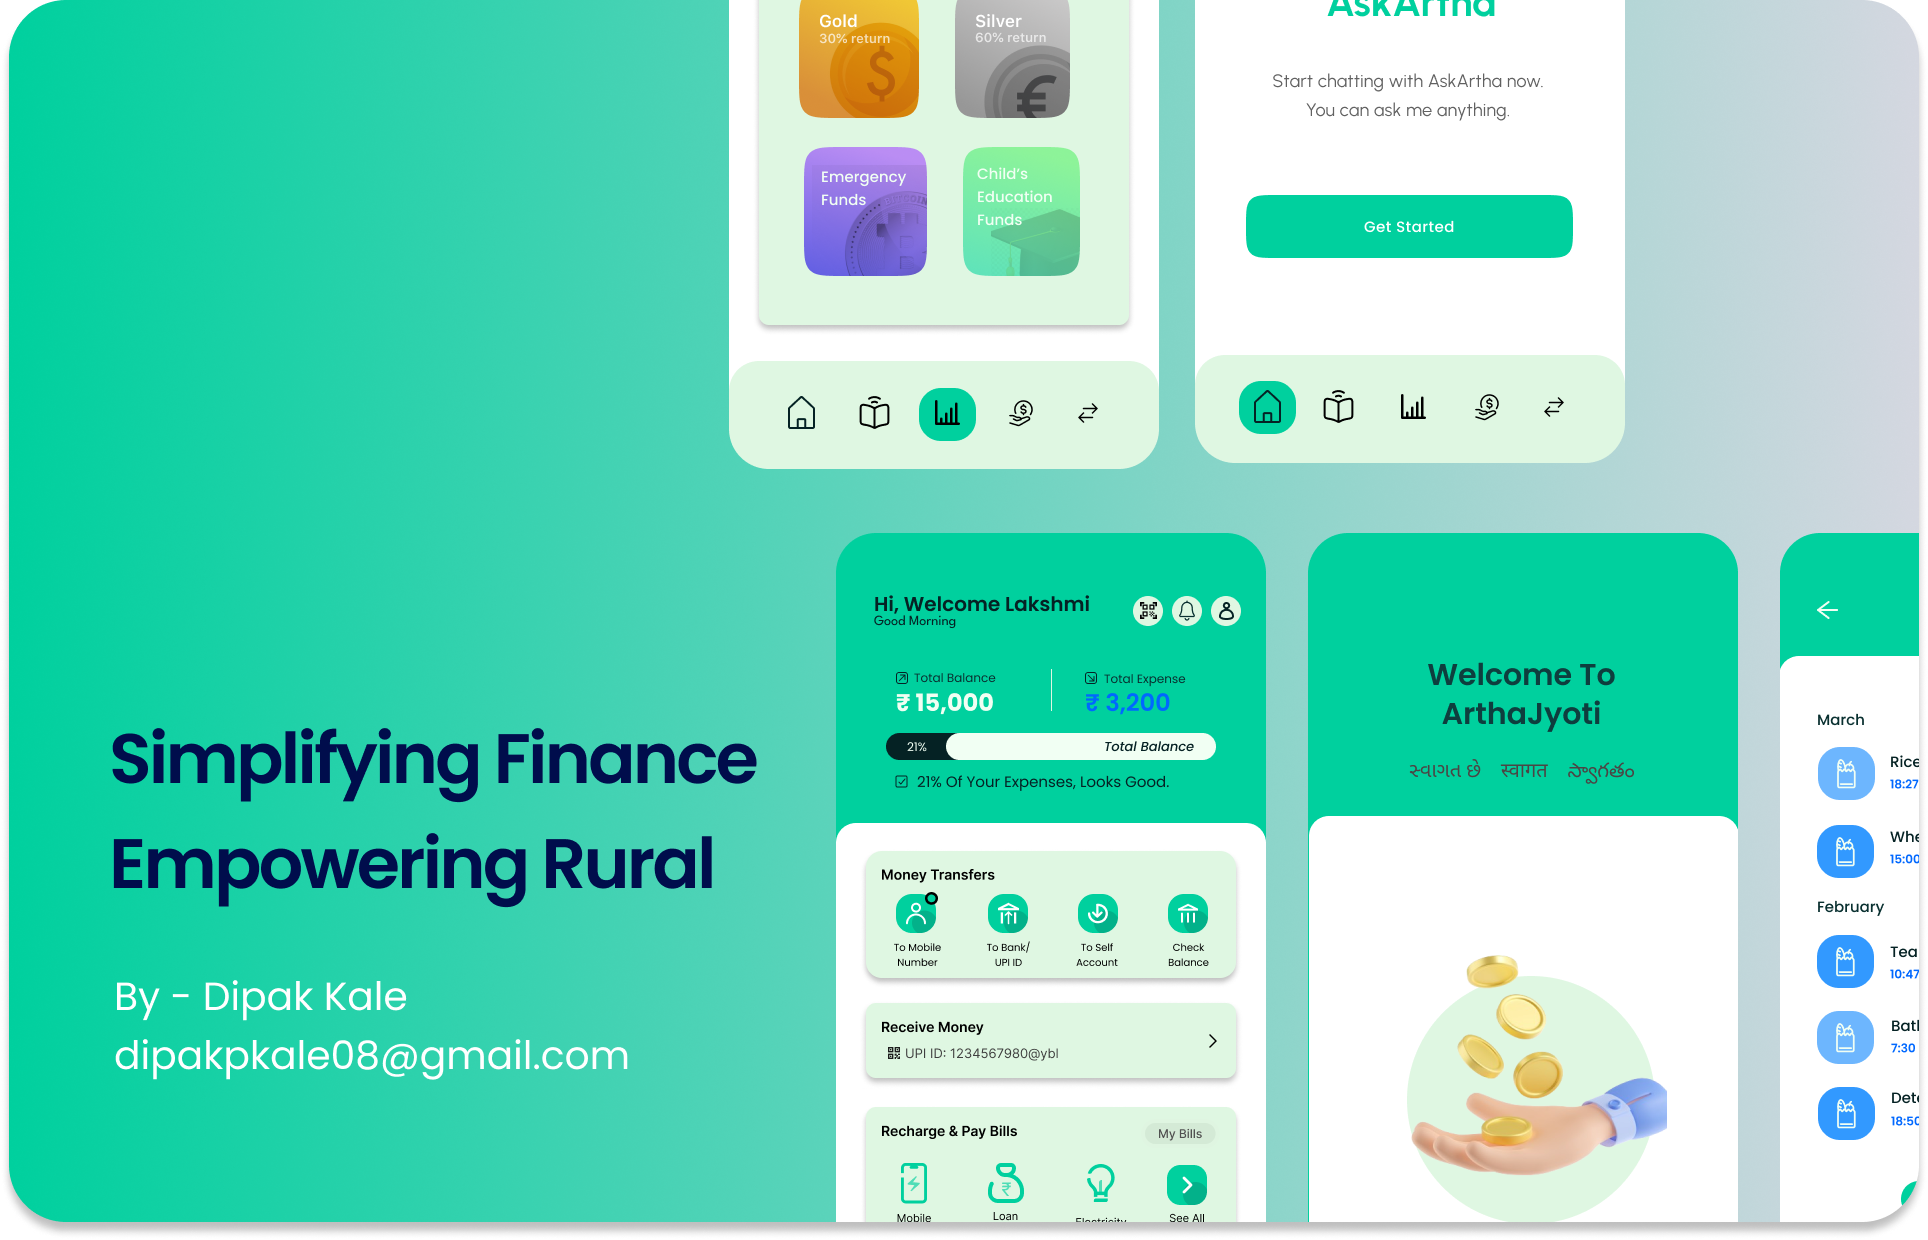 Gold
30% return
Silver
60% return
Emergency
Funds
Child's
Education
Funds
AskArtha
Start chatting with AskArtha now.
You can ask me anything.
Get Started
Simplifying Finance
Empowering Rural
By - Dipak Kale
dipakpkale08@gmail.com
Hi, Welcome Lakshmi
Good Morning
Total Balance
₹ 15,000
Total Expense
₹ 3,200
21%
Total Balance
21% Of Your Expenses, Looks Good.
Money Transfers
To Mobile
Number
To Bank/
UPI ID
To Self
Account
Check
Balance
Receive Money
UPI ID: 1234567980@ybl
Recharge & Pay Bills
My Bills
Mobile
Loan
Electricity
See All
Welcome To
ArthaJyoti
સ્વાગત છે स्वागत స్వాగతం
March
Rice
18:27
15:00
February
Tea
10:47
7:30
18:50